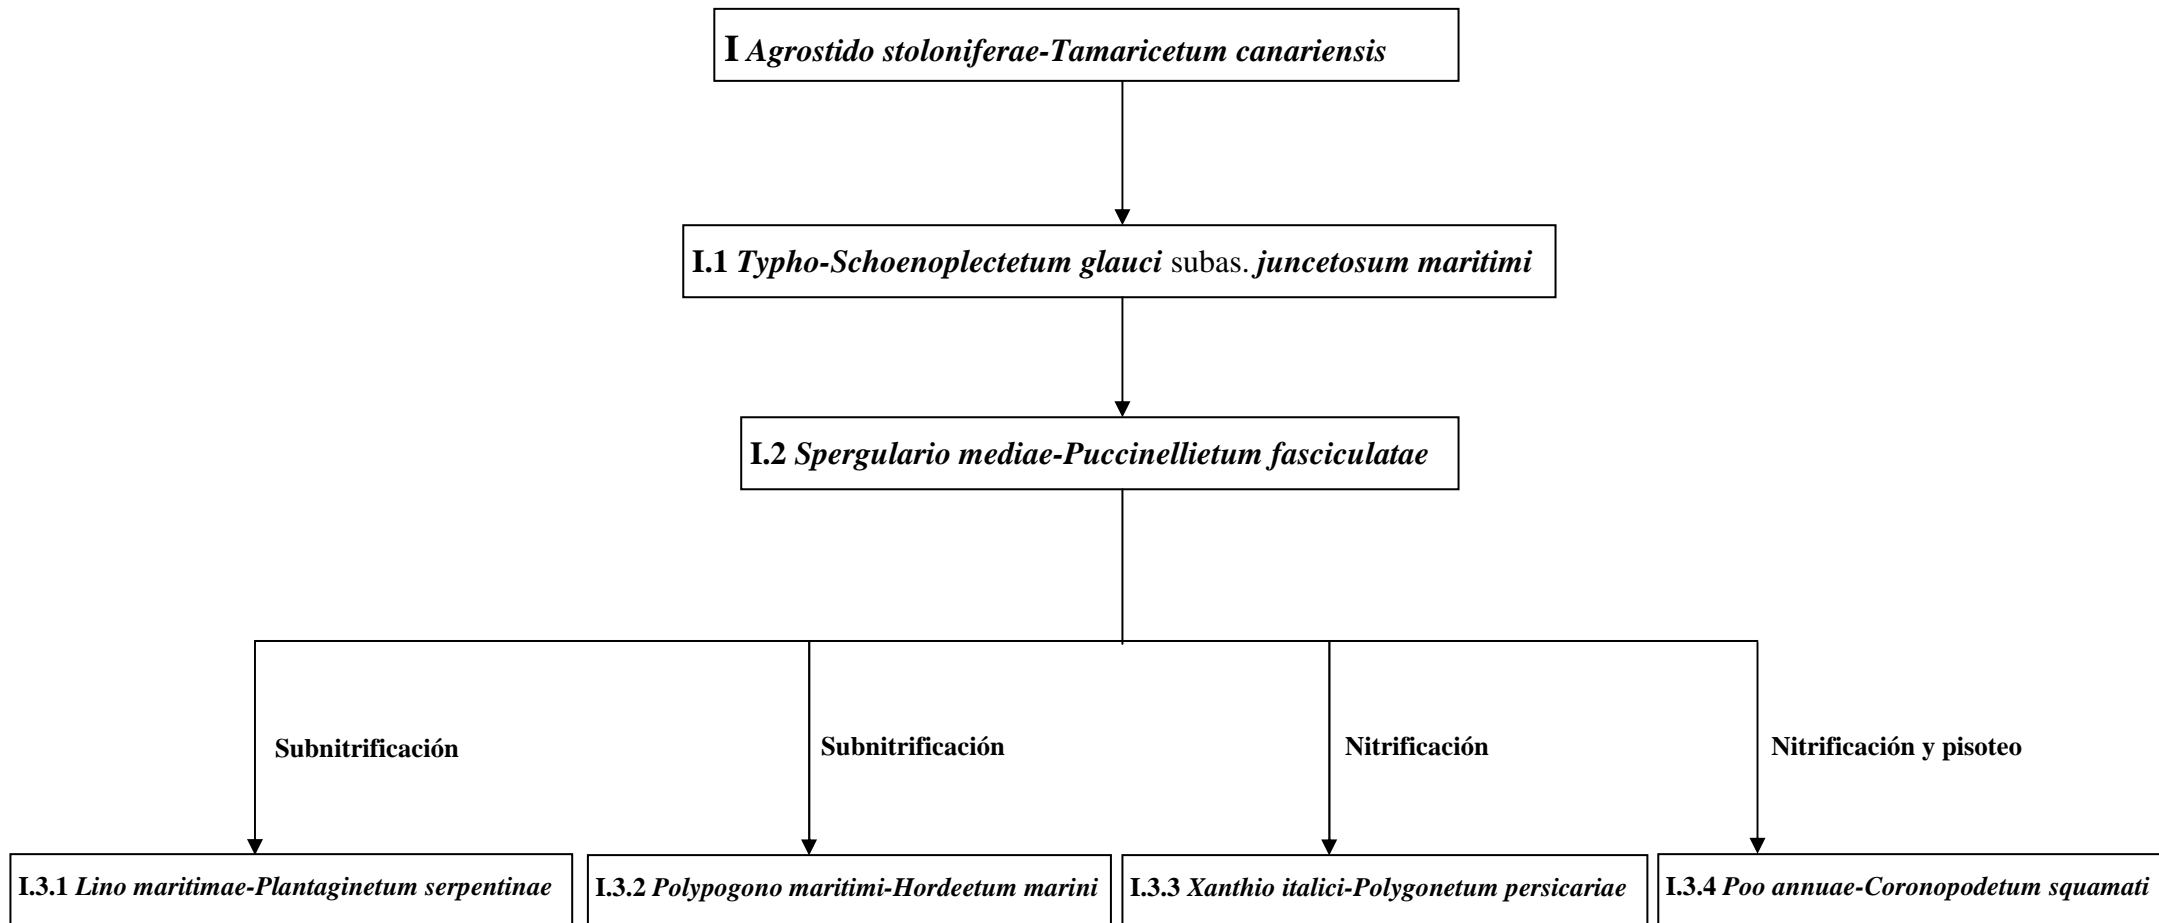 I Agrostido stoloniferae-Tamaricetum canariensis
I.1 Typho-Schoenoplectetum glauci subas. juncetosum maritimi
I.2 Spergulario mediae-Puccinellietum fasciculatae
Subnitrificación
Subnitrificación
Nitrificación
Nitrificación y pisoteo
I.3.1 Lino maritimae-Plantaginetum serpentinae
I.3.2 Polypogono maritimi-Hordeetum marini
I.3.3 Xanthio italici-Polygonetum persicariae
I.3.4 Poo annuae-Coronopodetum squamati